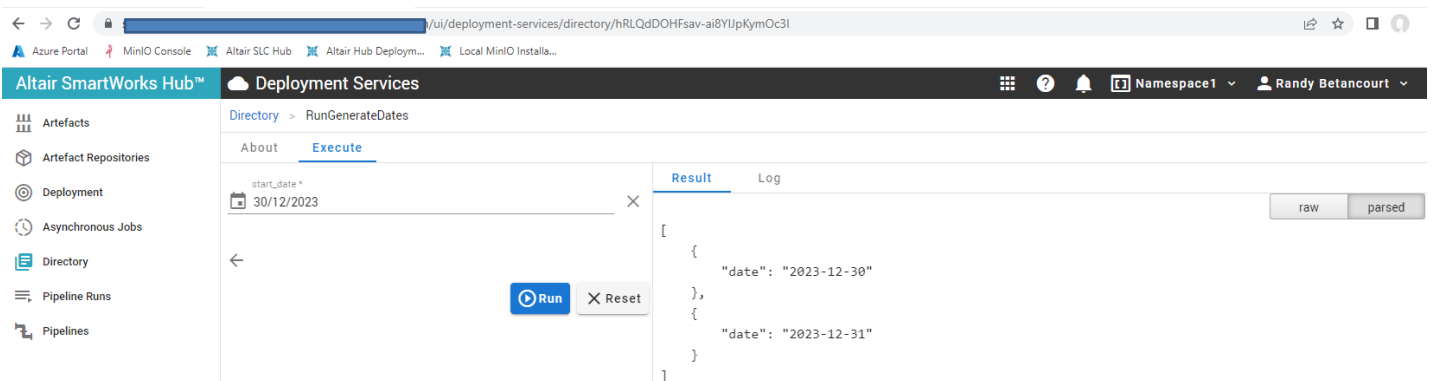 /ui/deployment-services/directory/hRLQdDOHFsav-ai8YIJpKymOc3I
Azure Portal MinIO Console Altair SLC Hub Altair Hub Deploym... Local MinIO Installa...
Altair SmartWorks Hub™ Deployment Services Namespace1 Randy Betancourt
Artefacts
Artefact Repositories
Deployment
Asynchronous Jobs
Directory
Pipeline Runs
Pipelines
Directory > RunGenerateDates
About Execute
start_date *
30/12/2023
Run Reset
Result Log
raw parsed
[
{
"date": "2023-12-30"
},
{
"date": "2023-12-31"
}
]